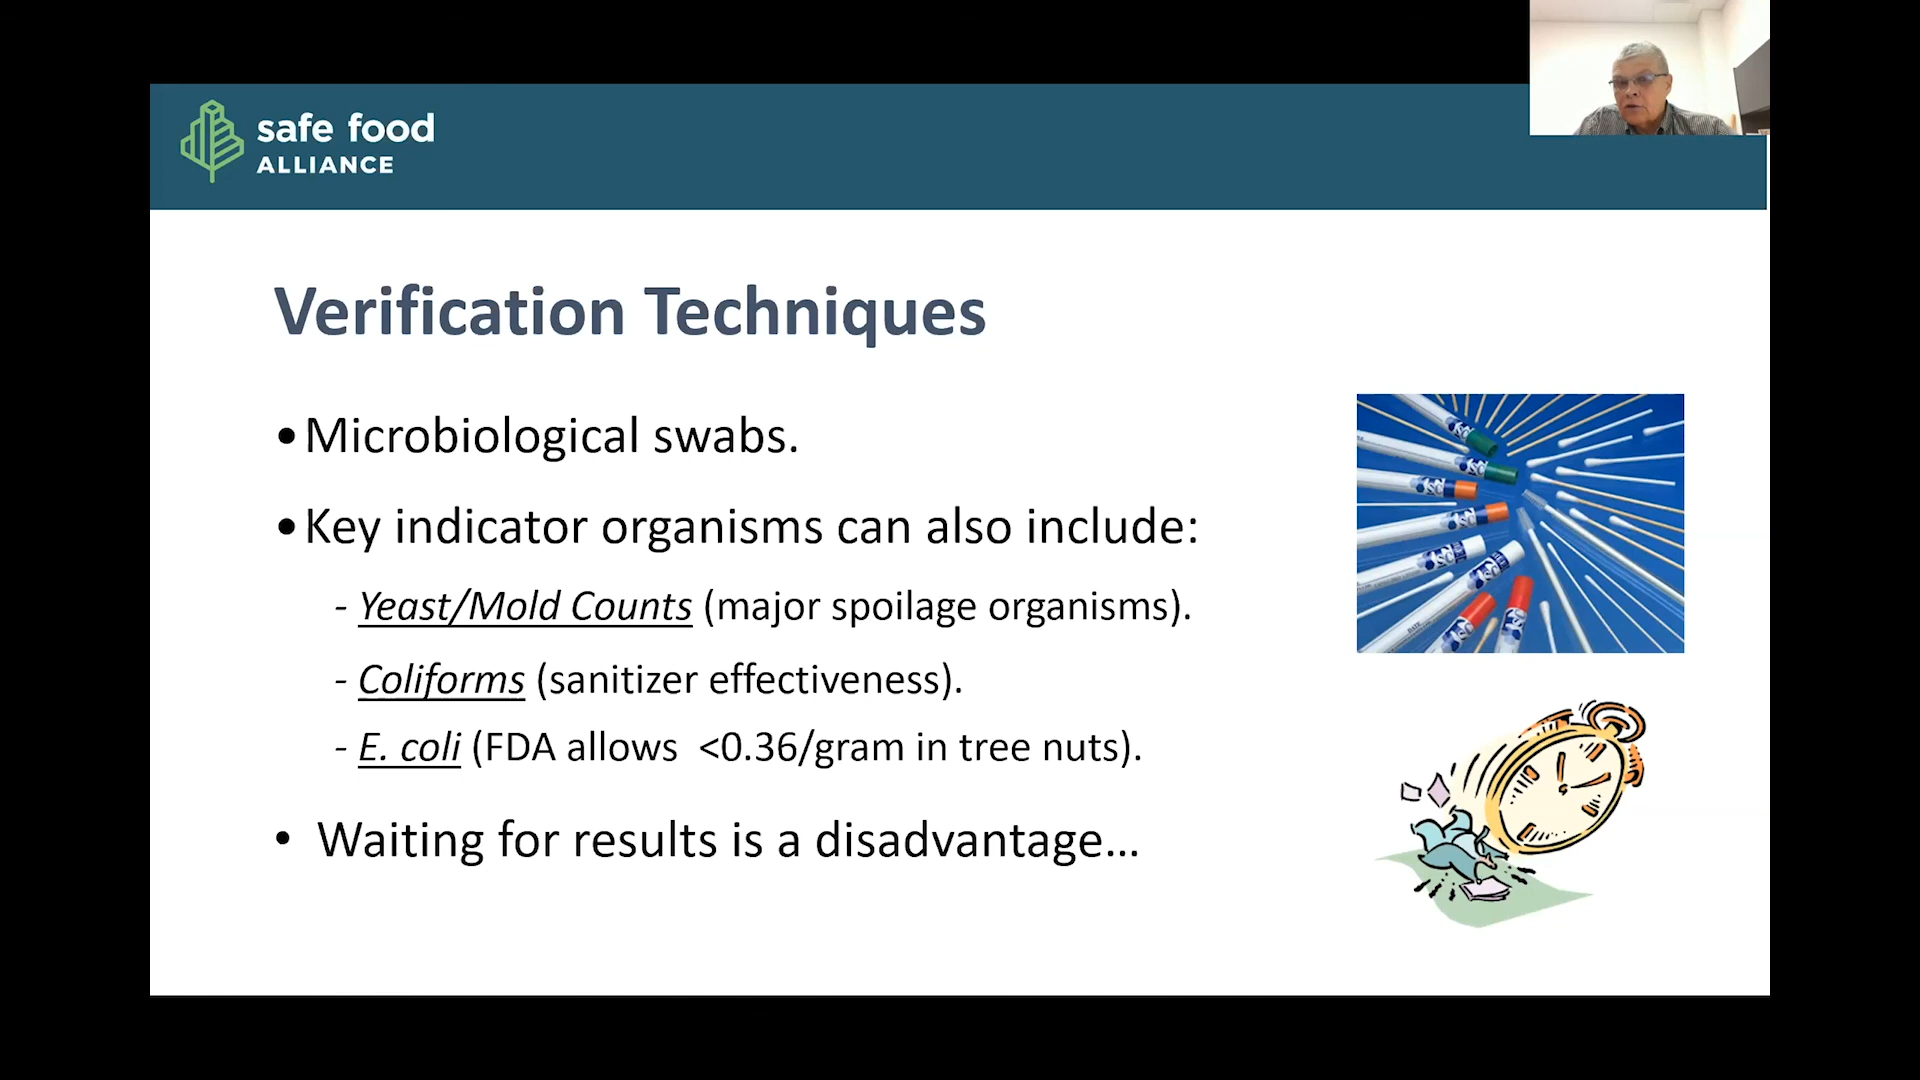 safe food
ALLIANCE
Verification Techniques
•Microbiological swabs.
•Key indicator organisms can also include:
- Yeast/Mold Counts (major spoilage organisms).
- Coliforms (sanitizer effectiveness).
- E. coli (FDA allows <0.36/gram in tree nuts).
• Waiting for results is a disadvantage...